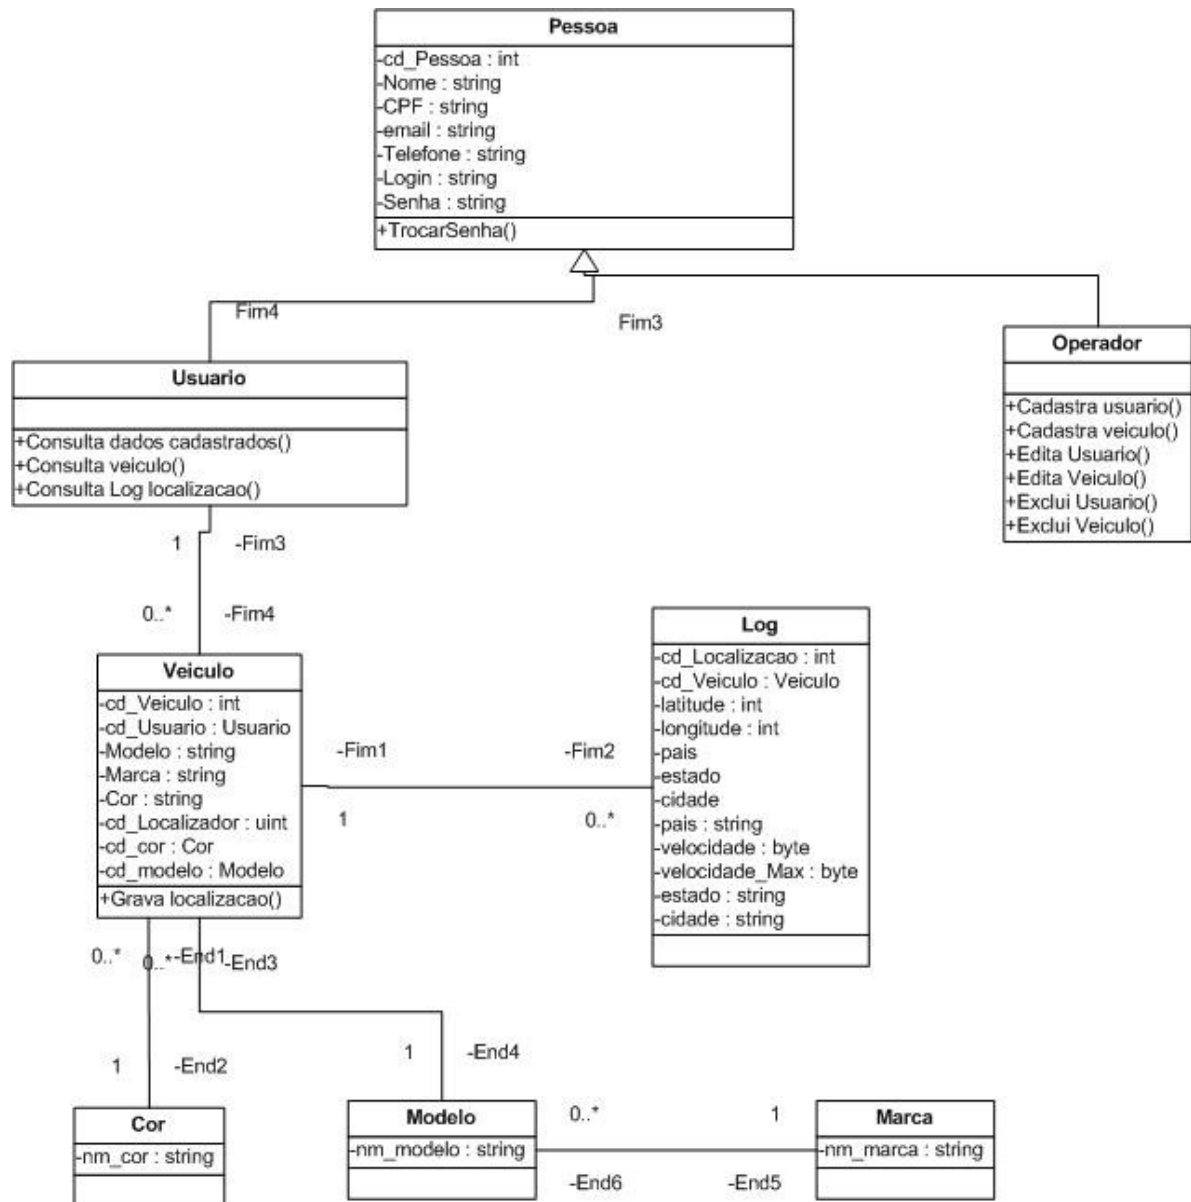 Pessoa
-cd_Pessoa : int
-Nome : string
-CPF : string
-email : string
-Telefone : string
-Login : string
-Senha : string
+TrocarSenha()
Fim4
Fim3
Usuario
+Consulta dados cadastrados()
+Consulta veiculo()
+Consulta Log localizacao()
Operador
+Cadastra usuario()
+Cadastra veiculo()
+Edita Usuario()
+Edita Veiculo()
+Exclui Usuario()
+Exclui Veiculo()
1 -Fim3
0..* -Fim4
Veiculo
-cd_Veiculo : int
-cd_Usuario : Usuario
-Modelo : string
-Marca : string
-Cor : string
-cd_Localizador : uint
-cd_cor : Cor
-cd_modelo : Modelo
+Grava localizacao()
-Fim1 -Fim2
1 0..*
Log
-cd_Localizacao : int
-cd_Veiculo : Veiculo
-latitude : int
-longitude : int
-pais
-estado
-cidade
-pais : string
-velocidade : byte
-velocidade_Max : byte
-estado : string
-cidade : string
0..* 0..* -End1 -End3
1 -End2
1 -End4
Cor
-nm_cor : string
Modelo
-nm_modelo : string
0..* 1
-End6 -End5
Marca
-nm_marca : string